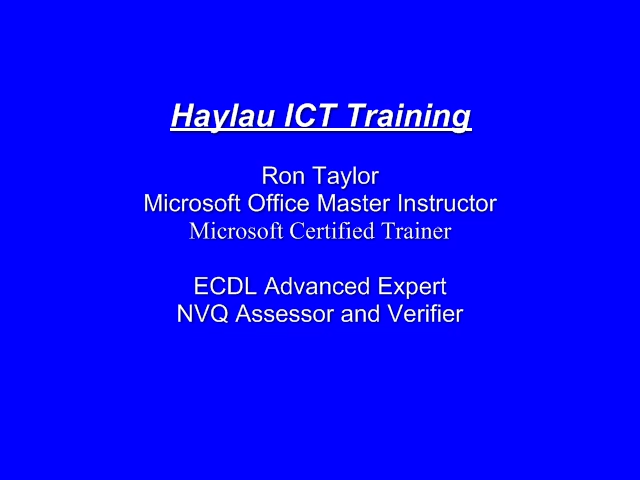 Haylau ICT Training
Ron Taylor
Microsoft Office Master Instructor
Microsoft Certified Trainer
ECDL Advanced Expert
NVQ Assessor and Verifier